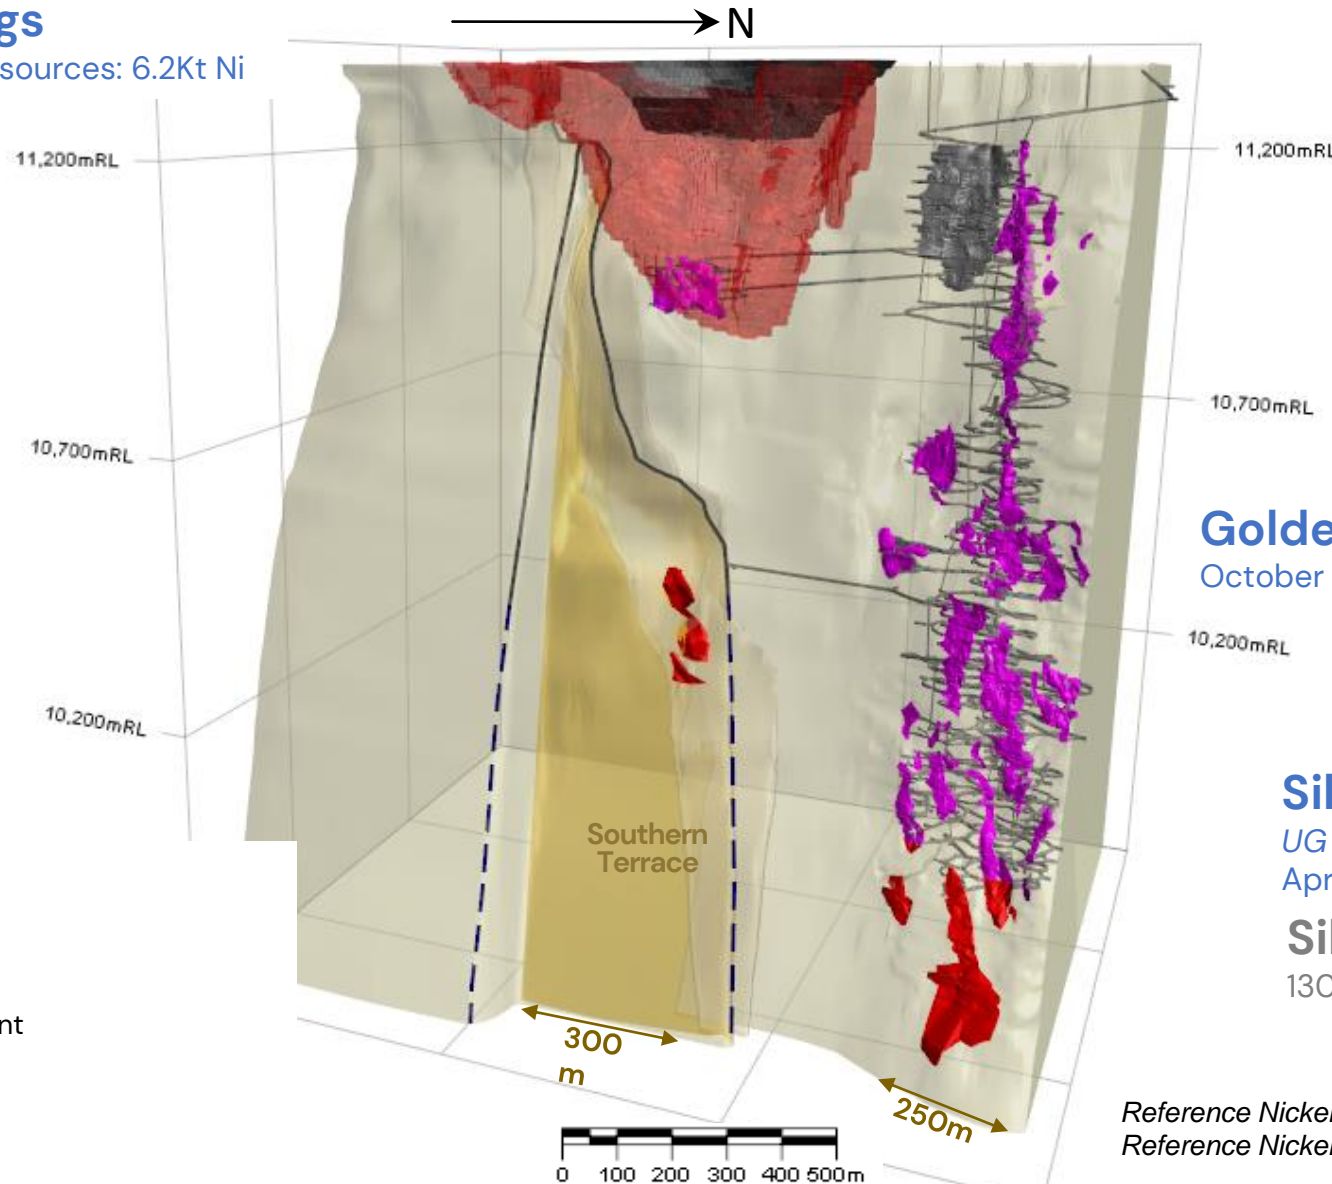 gs
sources: 6.2Kt Ni
N
11,200mRL
11,200mRL
10,700mRL
10,700mRL
Golde
October
10,200mRL
10,200mRL
Sil
UG
Apr
Southern
Terrace
Sil
130
nt
300
m
250m
Reference Nickel
Reference Nickel
0 100 200 300 400 500m